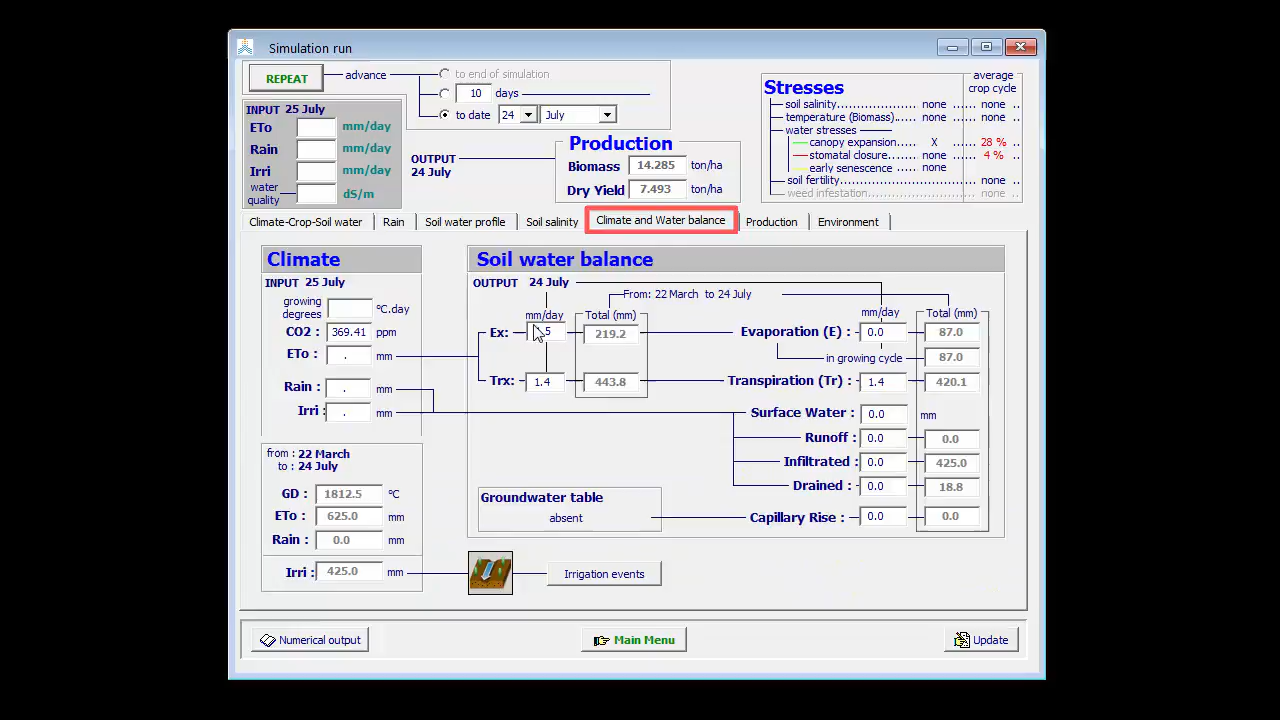 Simulation run
REPEAT advance to end of simulation
10 days
to date 24 July
INPUT 25 July
ETo mm/day
Rain mm/day
Irri mm/day
water quality dS/m
OUTPUT
24 July
Production
Biomass 14.285 ton/ha
Dry Yield 7.493 ton/ha
Stresses average crop cycle
soil salinity none none
temperature (Biomass) none none
water stresses
canopy expansion X 28 %
stomatal closure none 4 %
early senescence none
soil fertility none none
weed infestation
Climate-Crop-Soil water Rain Soil water profile Soil salinity Climate and Water balance Production Environment
Climate
INPUT 25 July
growing degrees °C.day
CO2 : 369.41 ppm
ETo : . mm
Rain : . mm
Irri : . mm
from : 22 March
to : 24 July
GD : 1812.5 °C
ETo : 625.0 mm
Rain : 0.0 mm
Irri : 425.0 mm
Irrigation events
Soil water balance
OUTPUT 24 July
From: 22 March to 24 July
mm/day Total (mm) mm/day Total (mm)
Ex: .5 219.2 Evaporation (E) : 0.0 87.0
in growing cycle 87.0
Trx: 1.4 443.8 Transpiration (Tr) : 1.4 420.1
Surface Water : 0.0 mm
Runoff : 0.0 0.0
Infiltrated : 0.0 425.0
Drained : 0.0 18.8
Groundwater table
absent Capillary Rise : 0.0 0.0
Numerical output Main Menu Update